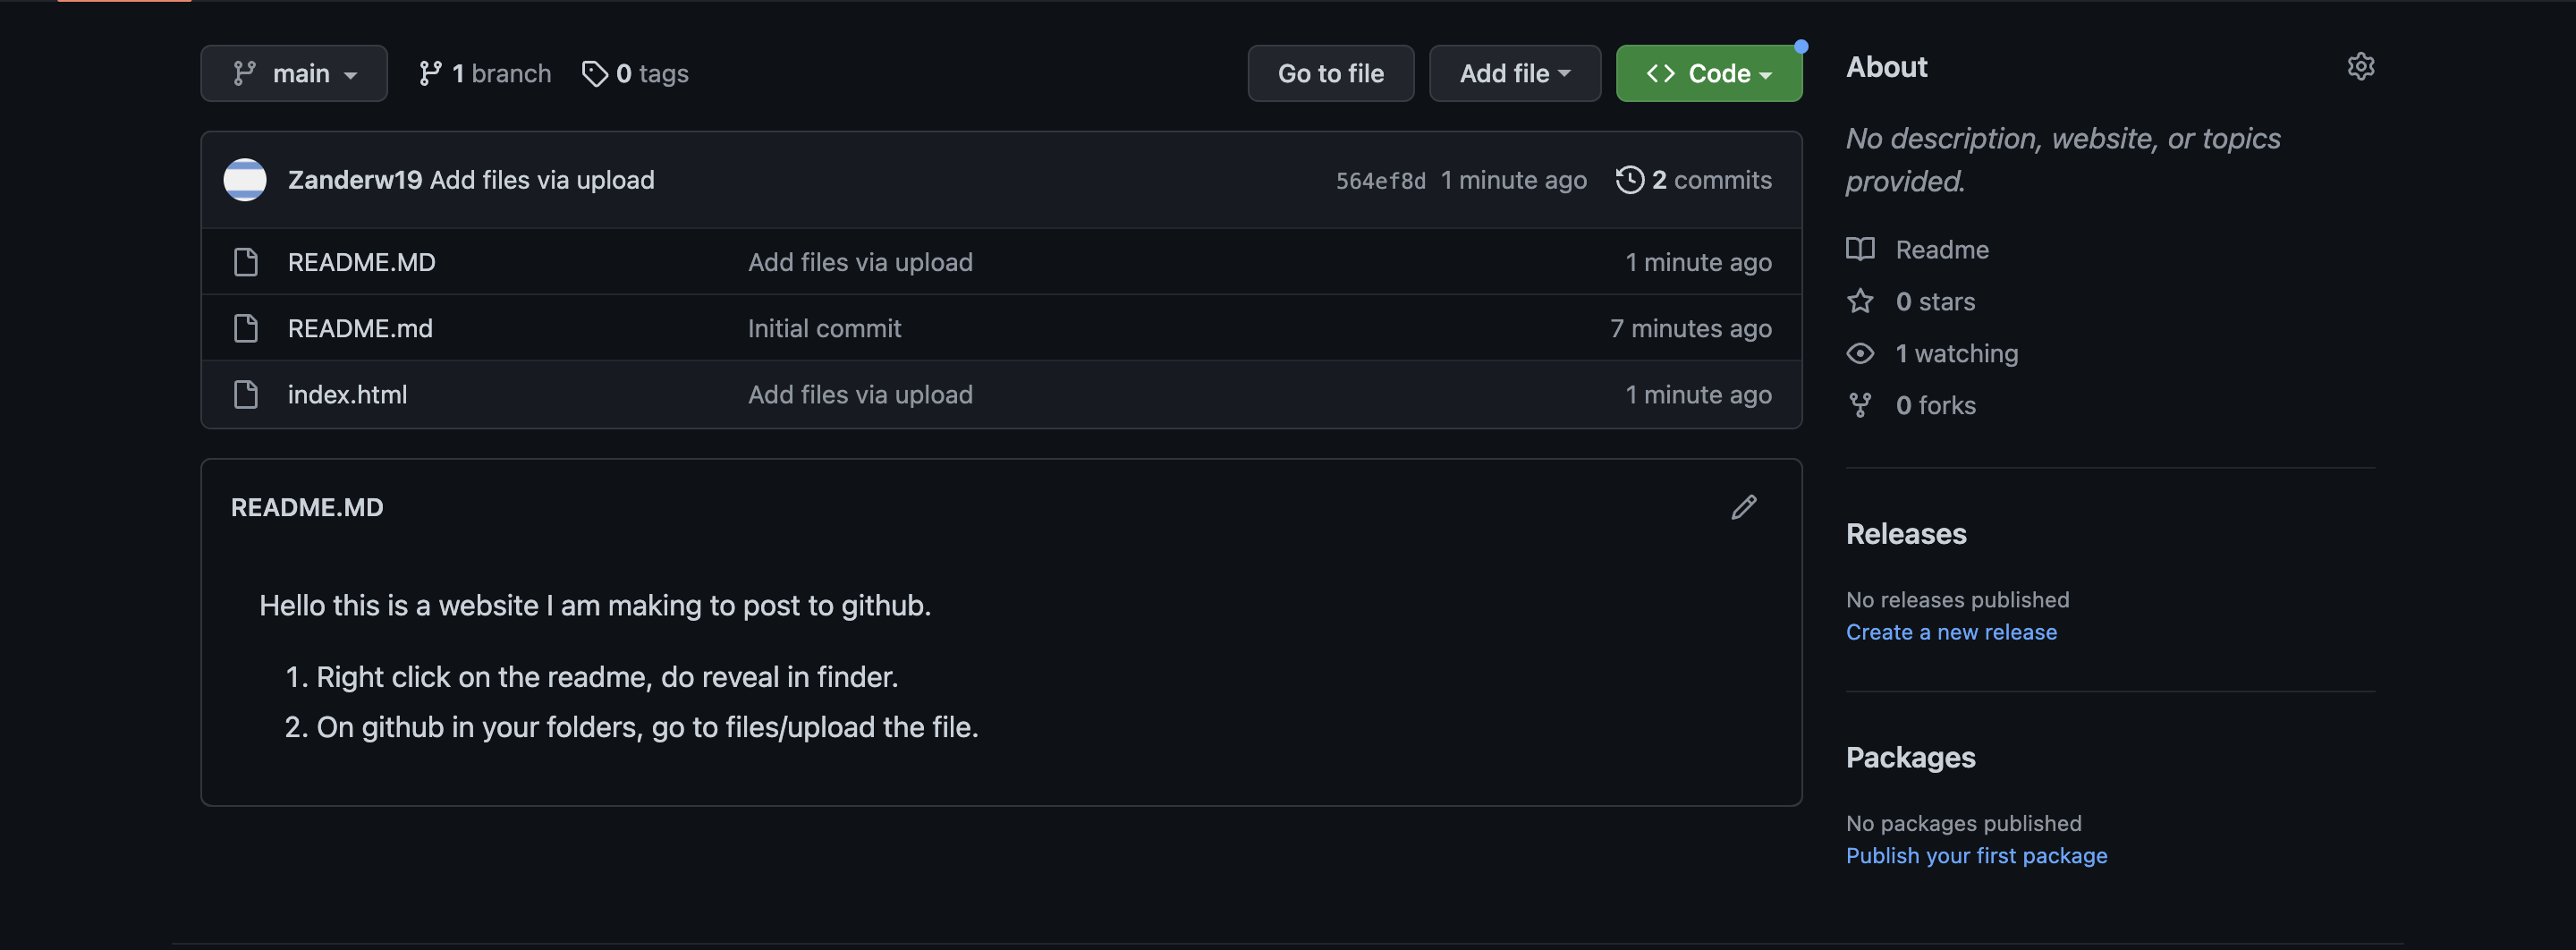 main
1 branch
0 tags
Go to file
Add file
Code
Zanderw19 Add files via upload
564ef8d 1 minute ago
2 commits
README.MD Add files via upload 1 minute ago
README.md Initial commit 7 minutes ago
index.html Add files via upload 1 minute ago
README.MD
Hello this is a website I am making to post to github.
1. Right click on the readme, do reveal in finder.
2. On github in your folders, go to files/upload the file.
About
No description, website, or topics
provided.
Readme
0 stars
1 watching
0 forks
Releases
No releases published
Create a new release
Packages
No packages published
Publish your first package